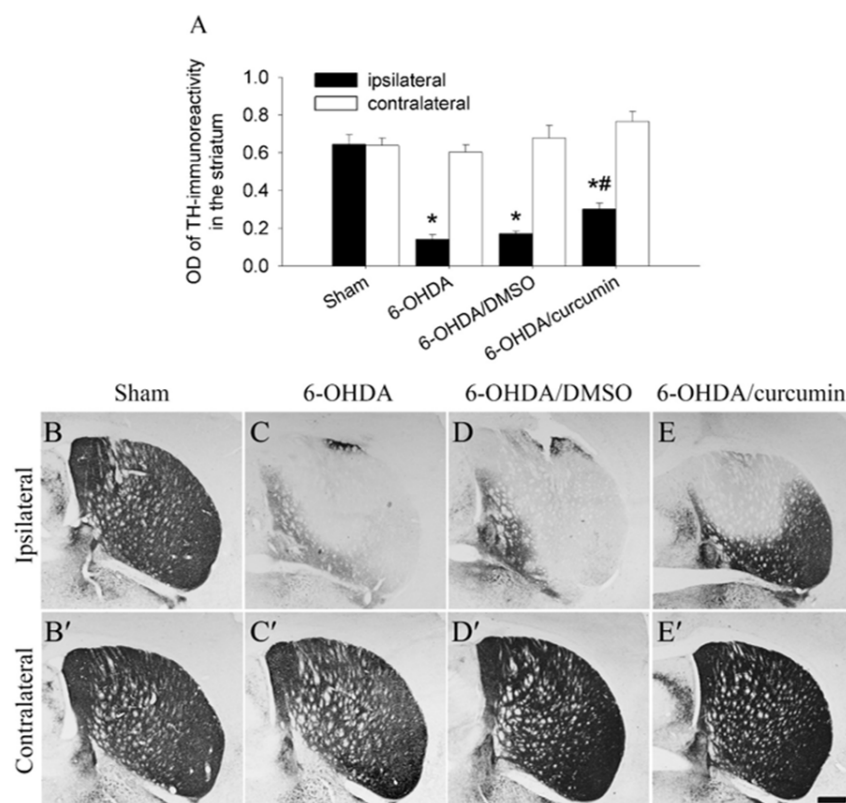 A
OD of TH-immunoreactivity
in the striatum
1.0
0.8
0.6
0.4
0.2
0.0
ipsilateral
contralateral
*
*
*#
Sham
6-OHDA
6-OHDA/DMSO
6-OHDA/curcumin
Sham 6-OHDA 6-OHDA/DMSO 6-OHDA/curcumin
Ipsilateral
B C D E
Contralateral
B′ C′ D′ E′